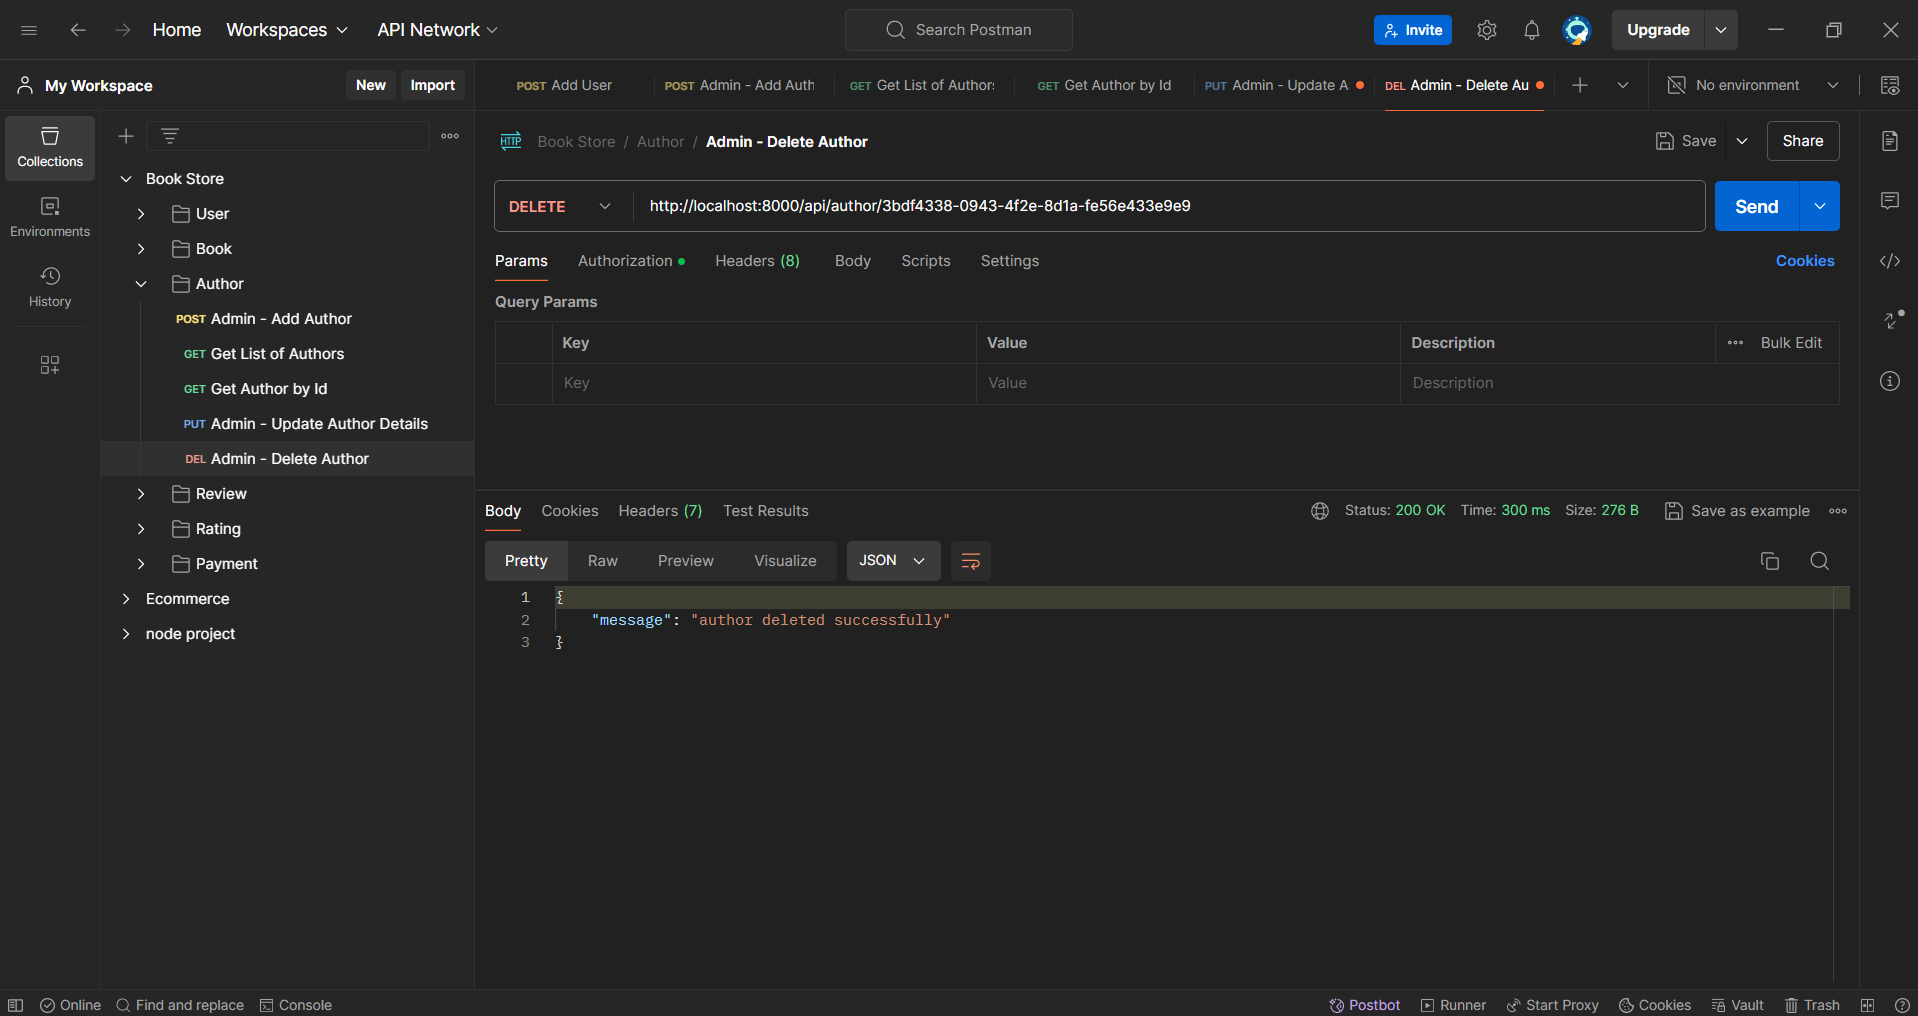 Home Workspaces API Network Search Postman Invite Upgrade
My Workspace New Import POST Add User POST Admin - Add Auth GET Get List of Authors GET Get Author by Id PUT Admin - Update A DEL Admin - Delete Au No environment
Collections
Environments
History
Book Store
User
Book
Author
POST Admin - Add Author
GET Get List of Authors
GET Get Author by Id
PUT Admin - Update Author Details
DEL Admin - Delete Author
Review
Rating
Payment
Ecommerce
node project
HTTP Book Store / Author / Admin - Delete Author Save Share
DELETE http://localhost:8000/api/author/3bdf4338-0943-4f2e-8d1a-fe56e433e9e9 Send
Params Authorization Headers (8) Body Scripts Settings Cookies
Query Params
Key Value Description Bulk Edit
Key Value Description
Body Cookies Headers (7) Test Results Status: 200 OK Time: 300 ms Size: 276 B Save as example
Pretty Raw Preview Visualize JSON
1 {
2 "message": "author deleted successfully"
3 }
Online Find and replace Console Postbot Runner Start Proxy Cookies Vault Trash